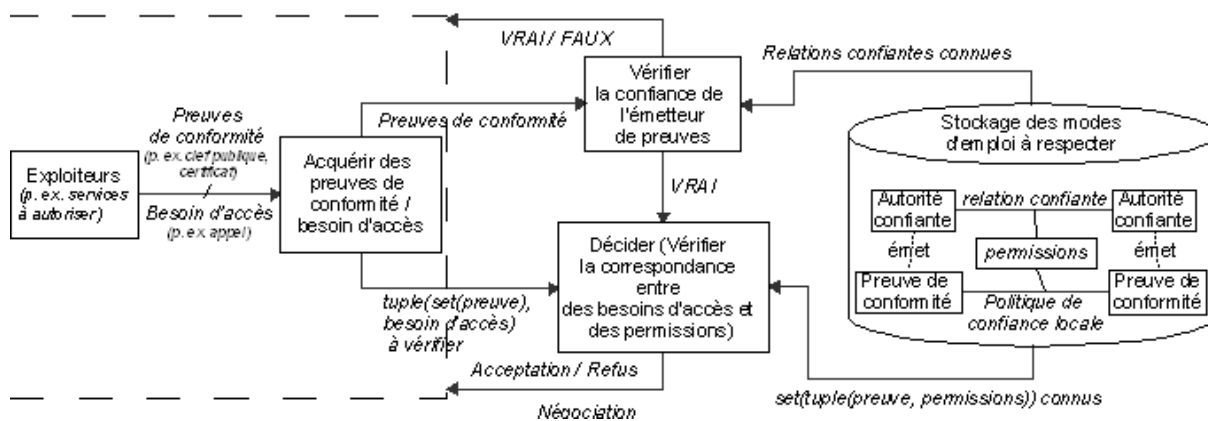 VRAI / FAUX
Relations confiantes connues
Vérifier
la confiance de
l'émetteur
de preuves
Preuves
de conformité
(p. ex. clef publique,
certificat)
Besoin d'accès
(p. ex. appel)
Preuves de conformité
Exploiteurs
(p. ex. services
à autoriser)
Acquérir des
preuves de
conformité /
besoin d'accès
VRAI
Stockage des modes
d'emploi à respecter
Autorité
confiante
relation confiante
Autorité
confiante
émet
permissions
émet
Preuve de
conformité
Politique de
confiance locale
Preuve de
conformité
Décider (Vérifier
la correspondance
entre
des besoins d'accès et
des permissions)
tuple(set(preuve),
besoin d'accès)
à vérifier
Acceptation / Refus
Négociation
set(tuple(preuve, permissions)) connus